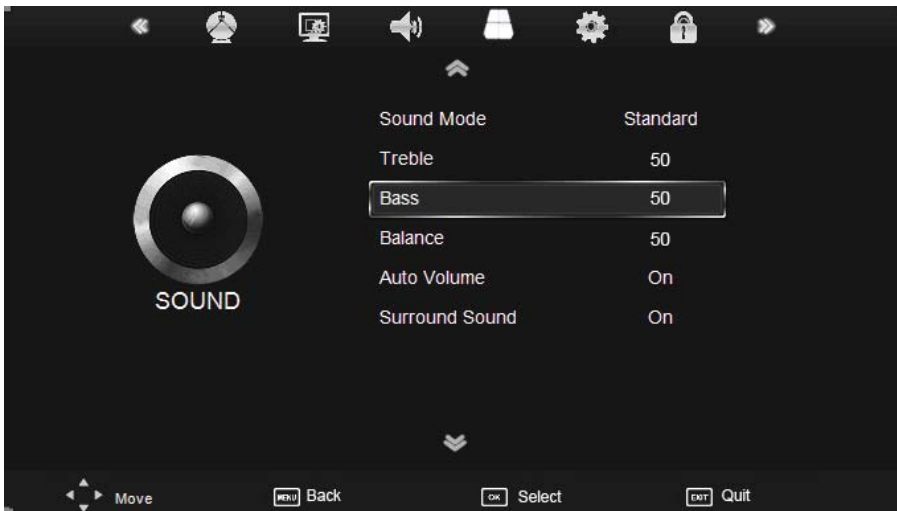 Sound Mode Standard
Treble 50
Bass 50
Balance 50
Auto Volume On
Surround Sound On
SOUND
Move MENU Back OK Select EXIT Quit